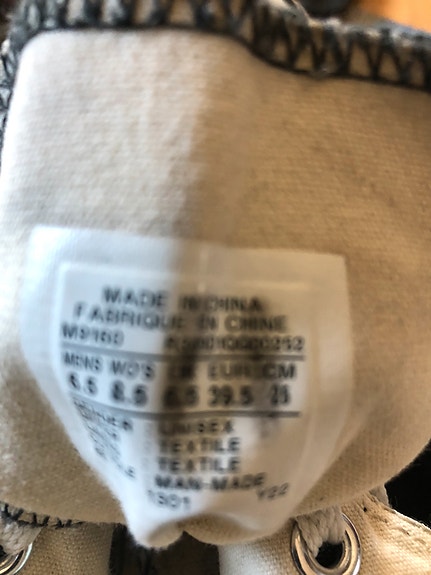 MADE IN CHINA
FABRIQUE IN CHINE
M9160
MENS WO'S UK EUR CM
6.5 8.5 6.5 39.5 25
UNISEX
TEXTILE
TEXTILE
MAN-MADE
1301 Y22